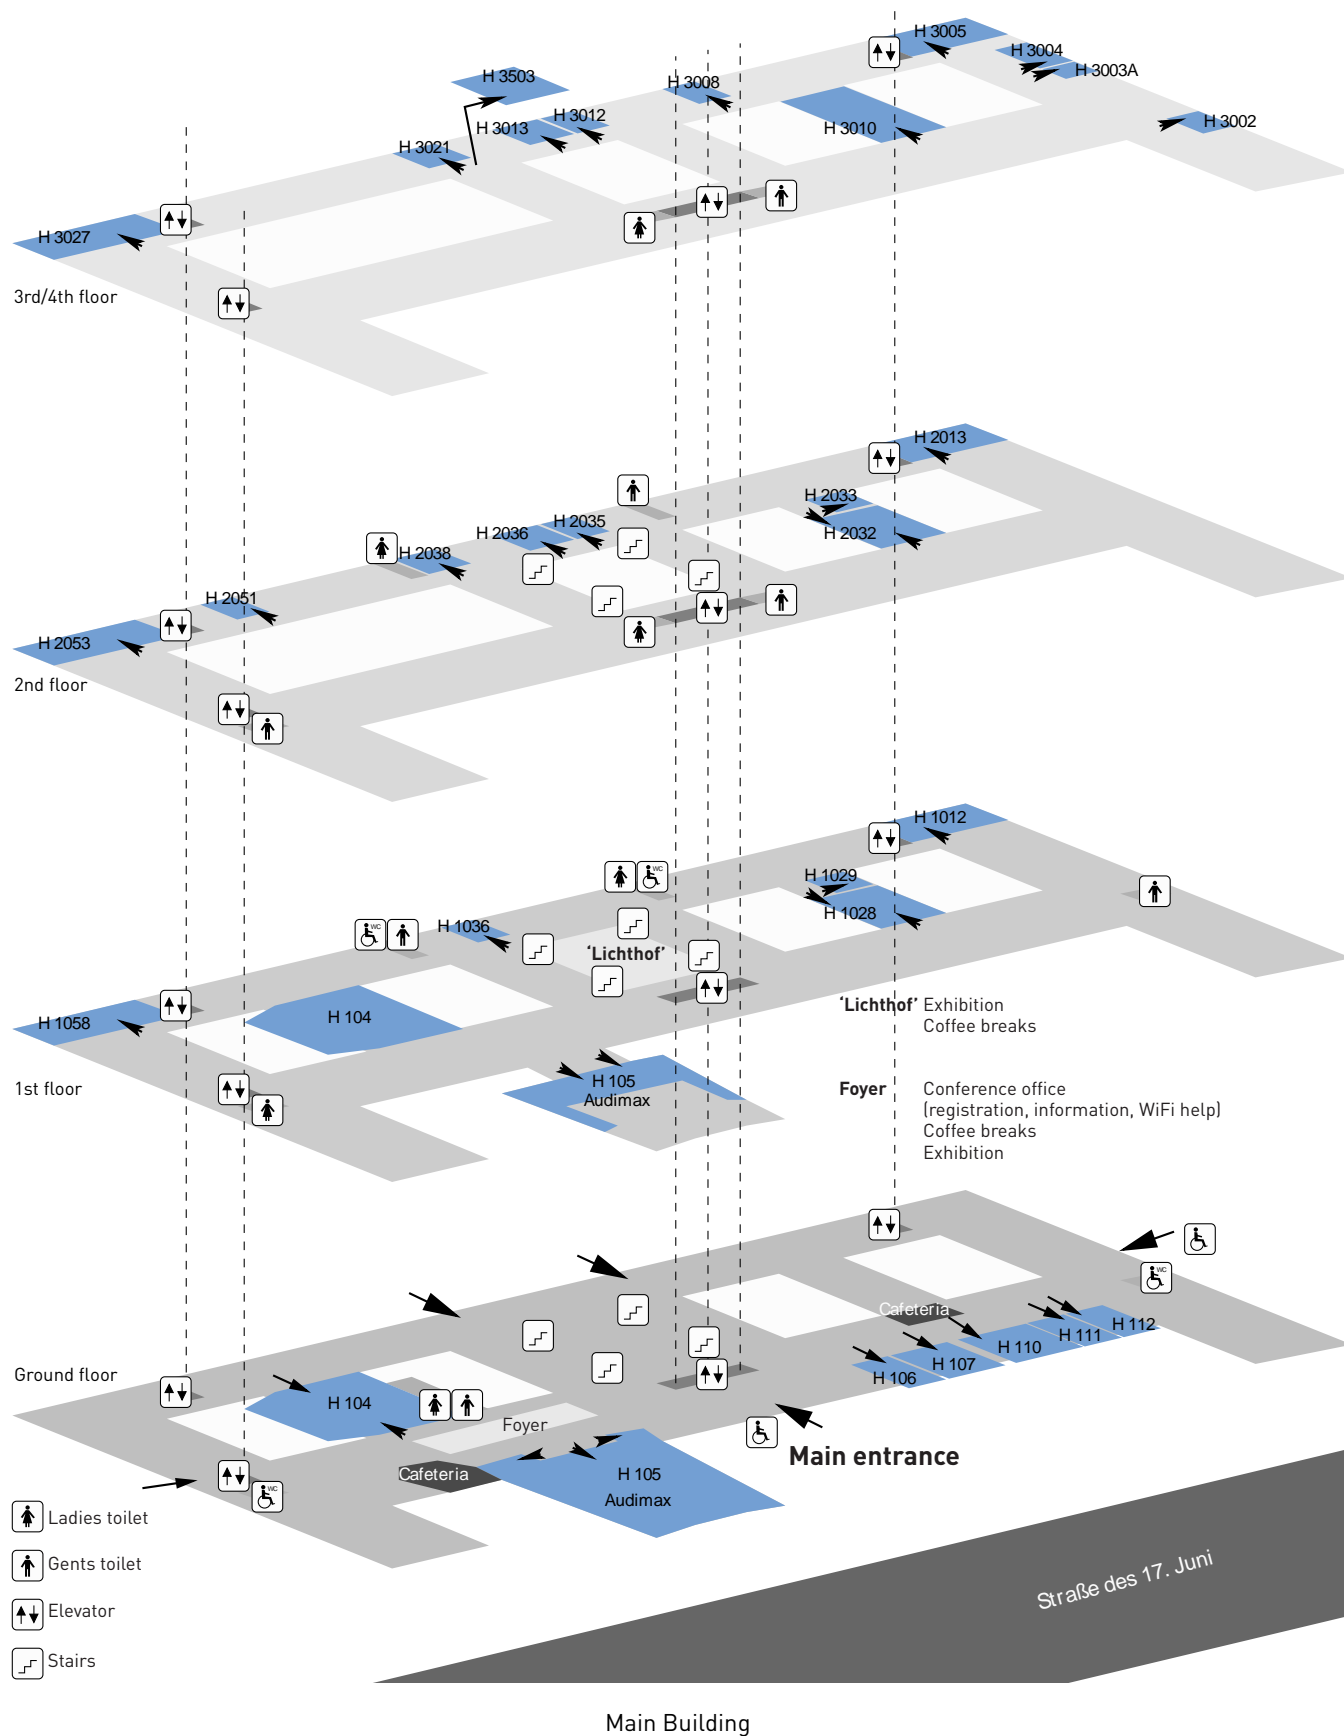 H 3005
H 3004
H 3003A
H 3503
H 3008
H 3012
H 3013
H 3010
H 3002
H 3021
H 3027
3rd/4th floor
H 2013
H 2033
H 2035
H 2036
H 2032
H 2038
H 2051
H 2053
2nd floor
H 1012
WC
H 1029
H 1028
WC
H 1036
'Lichthof'
H 104
H 1058
'Lichthof' Exhibition
Coffee breaks
1st floor
H 105
Audimax
Foyer Conference office
(registration, information, WiFi help)
Coffee breaks
Exhibition
WC
Cafeteria
H 112
H 111
H 110
H 107
H 106
Ground floor
H 104
Foyer
Main entrance
Cafeteria
H 105
Audimax
WC
Ladies toilet
Gents toilet
Elevator
Stairs
Straße des 17. Juni
Main Building